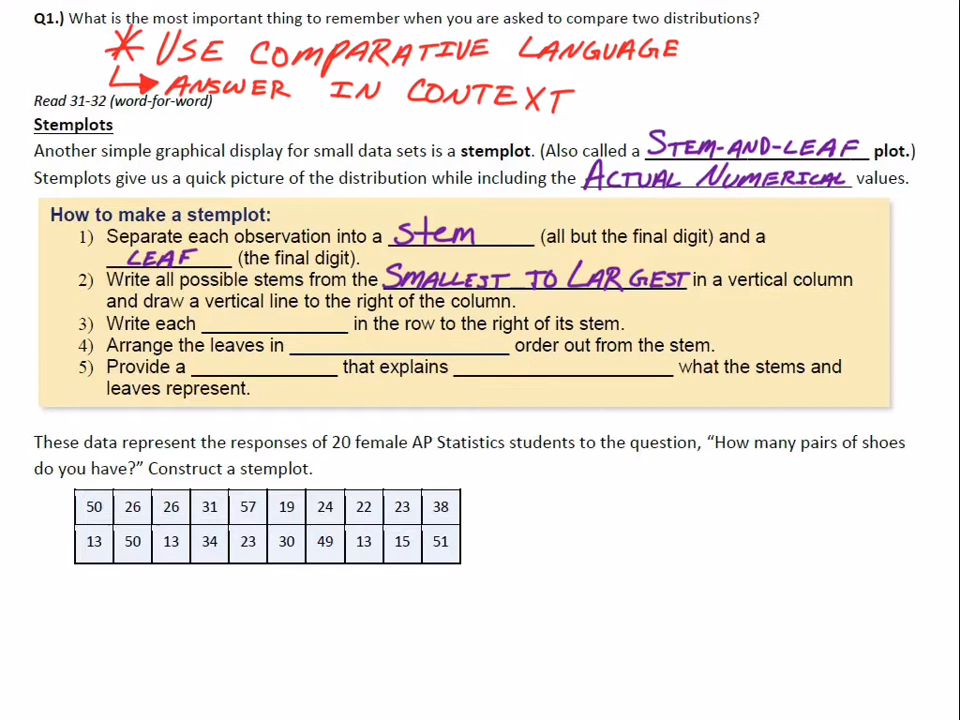 Q1.) What is the most important thing to remember when you are asked to compare two distributions?
* USE COMPARATIVE LANGUAGE
↳ ANSWER IN CONTEXT
Read 31-32 (word-for-word)
Stemplots
Another simple graphical display for small data sets is a stemplot. (Also called a STEM-AND-LEAF plot.)
Stemplots give us a quick picture of the distribution while including the ACTUAL NUMERICAL values.
How to make a stemplot:
1) Separate each observation into a stem (all but the final digit) and a
LEAF (the final digit).
2) Write all possible stems from the SMALLEST TO LARGEST in a vertical column
and draw a vertical line to the right of the column.
3) Write each ______________ in the row to the right of its stem.
4) Arrange the leaves in _____________________ order out from the stem.
5) Provide a ______________ that explains _____________________ what the stems and
leaves represent.
These data represent the responses of 20 female AP Statistics students to the question, “How many pairs of shoes
do you have?” Construct a stemplot.
50 26 26 31 57 19 24 22 23 38
13 50 13 34 23 30 49 13 15 51